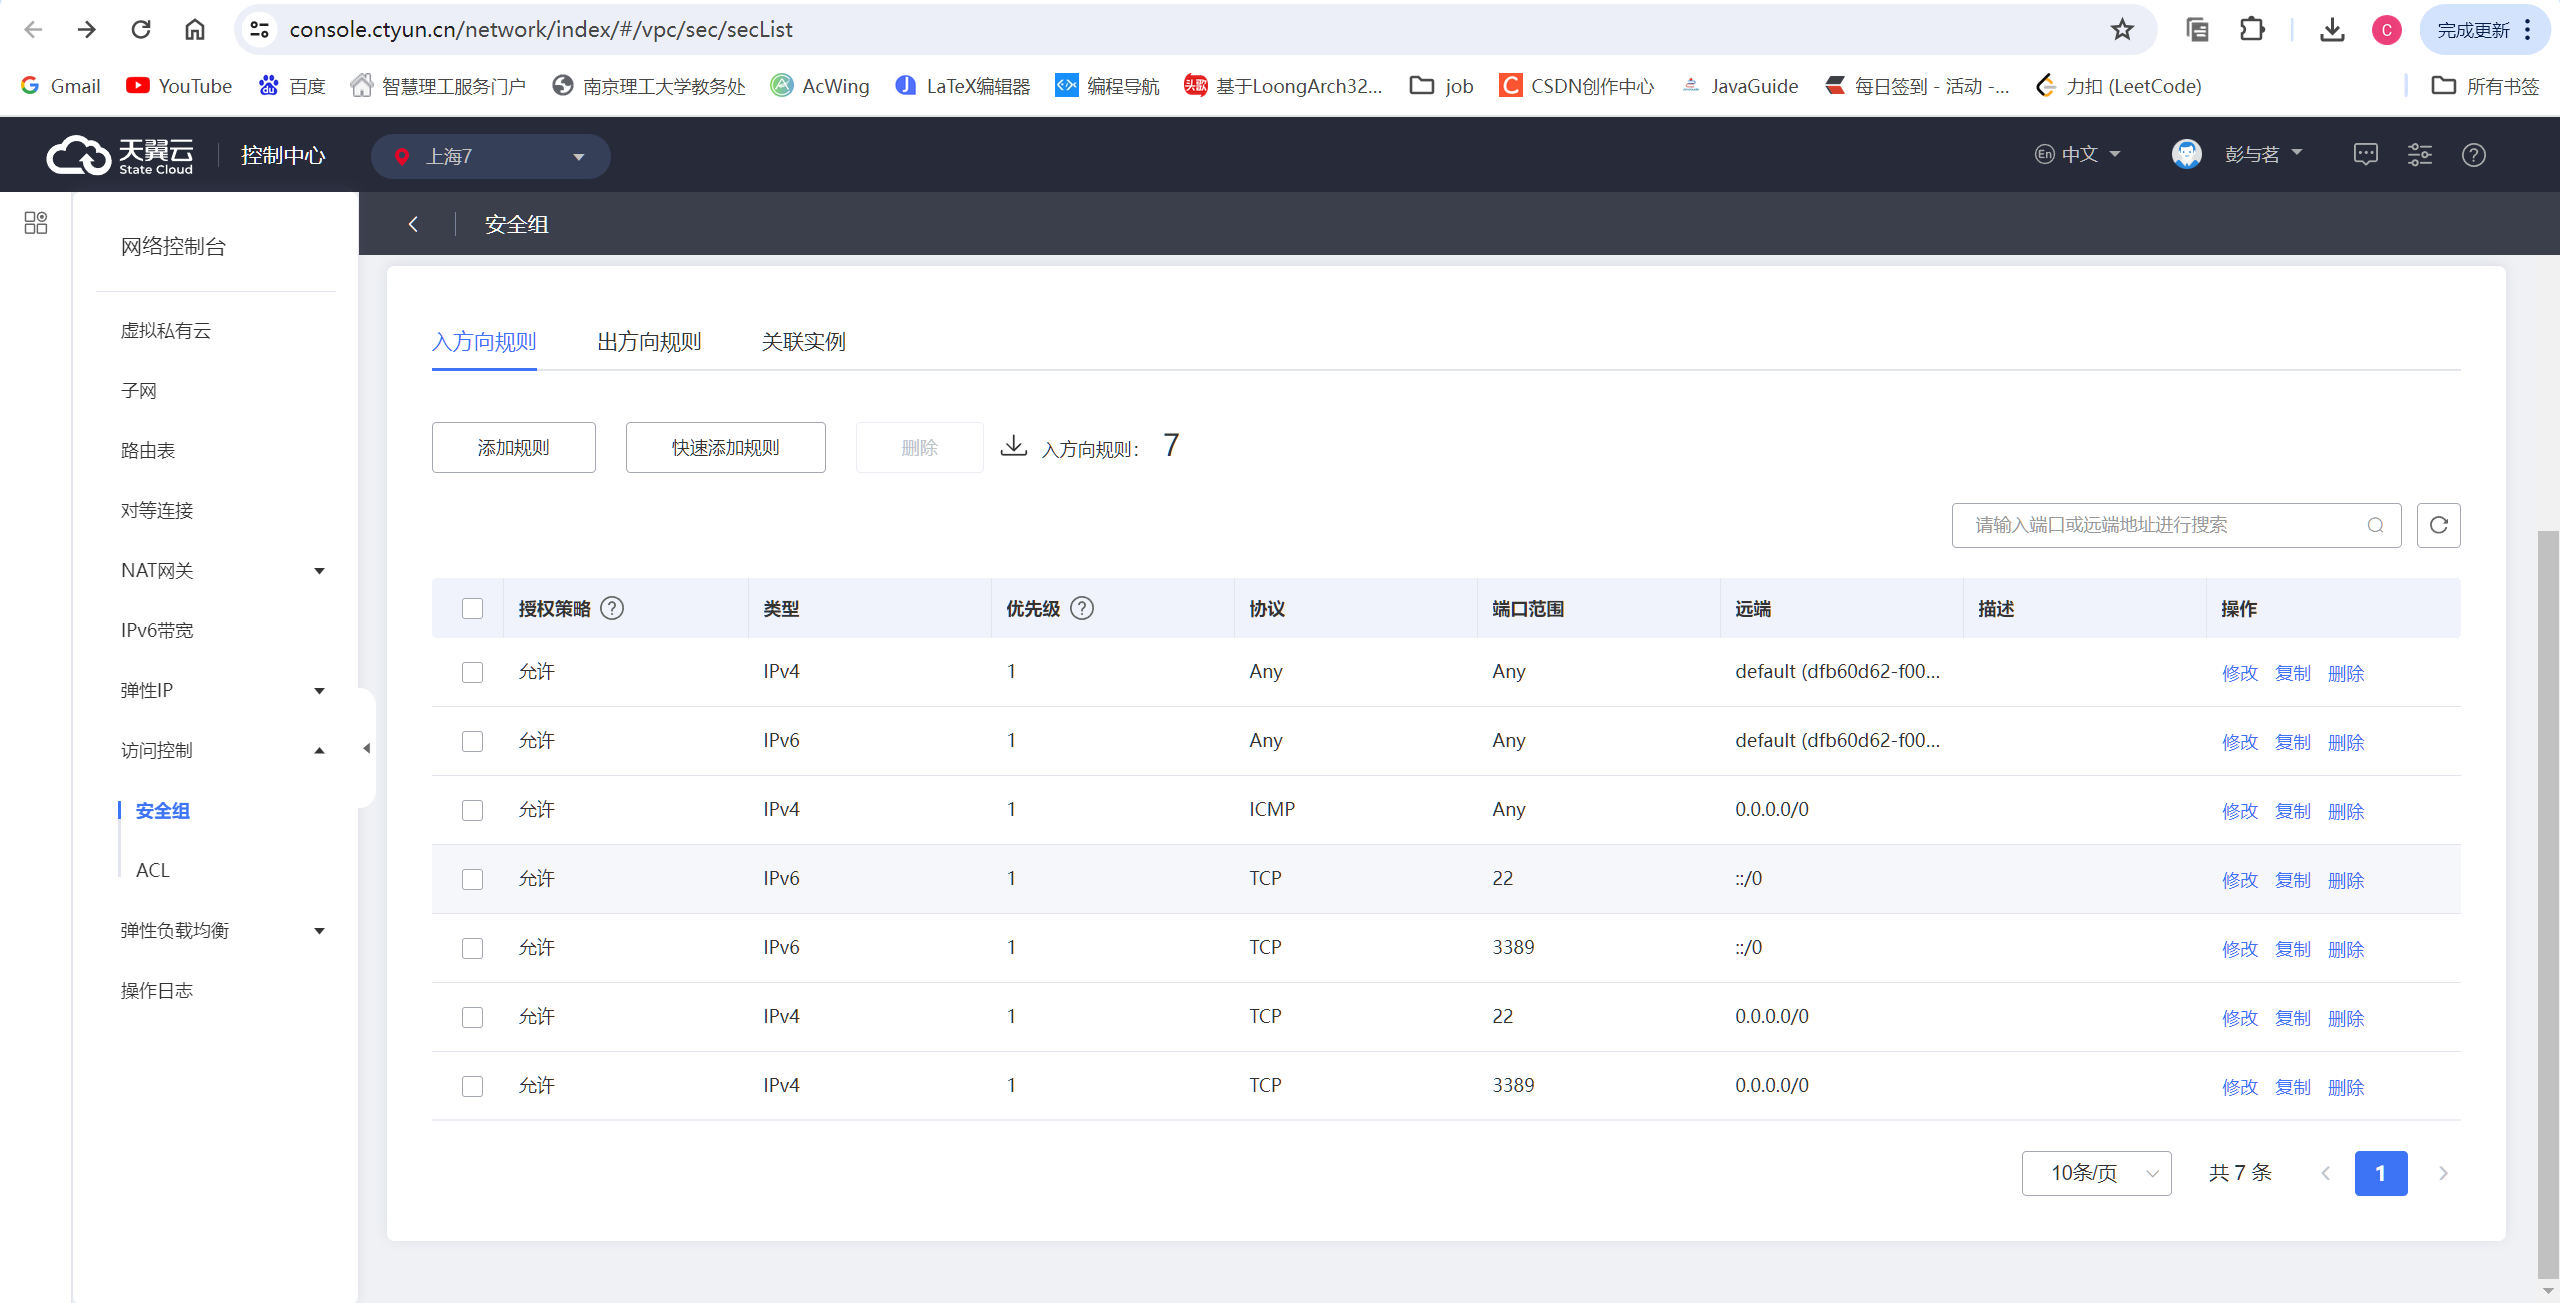 console.ctyun.cn/network/index/#/vpc/sec/secList
C
完成更新
Gmail YouTube 百度 智慧理工服务门户 南京理工大学教务处 AcWing LaTeX编辑器 编程导航 基于LoongArch32... job CSDN创作中心 JavaGuide 每日签到 - 活动 -... 力扣 (LeetCode) 所有书签
天翼云
State Cloud
控制中心
上海7
En 中文
彭与茗
网络控制台
虚拟私有云
子网
路由表
对等连接
NAT网关
IPv6带宽
弹性IP
访问控制
安全组
ACL
弹性负载均衡
操作日志
安全组
入方向规则 出方向规则 关联实例
添加规则 快速添加规则 删除 入方向规则： 7
请输入端口或远端地址进行搜索
授权策略 ? 类型 优先级 ? 协议 端口范围 远端 描述 操作
允许 IPv4 1 Any Any default (dfb60d62-f00... 修改 复制 删除
允许 IPv6 1 Any Any default (dfb60d62-f00... 修改 复制 删除
允许 IPv4 1 ICMP Any 0.0.0.0/0 修改 复制 删除
允许 IPv6 1 TCP 22 ::/0 修改 复制 删除
允许 IPv6 1 TCP 3389 ::/0 修改 复制 删除
允许 IPv4 1 TCP 22 0.0.0.0/0 修改 复制 删除
允许 IPv4 1 TCP 3389 0.0.0.0/0 修改 复制 删除
10条/页 共 7 条 1